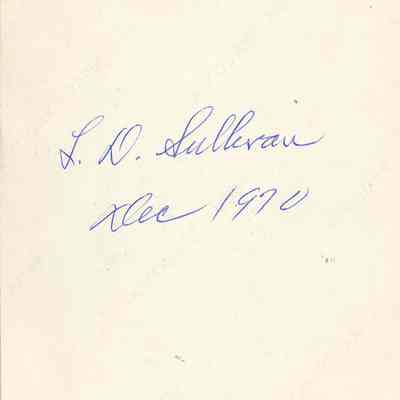 L. D. Sullivan
Dec 1970